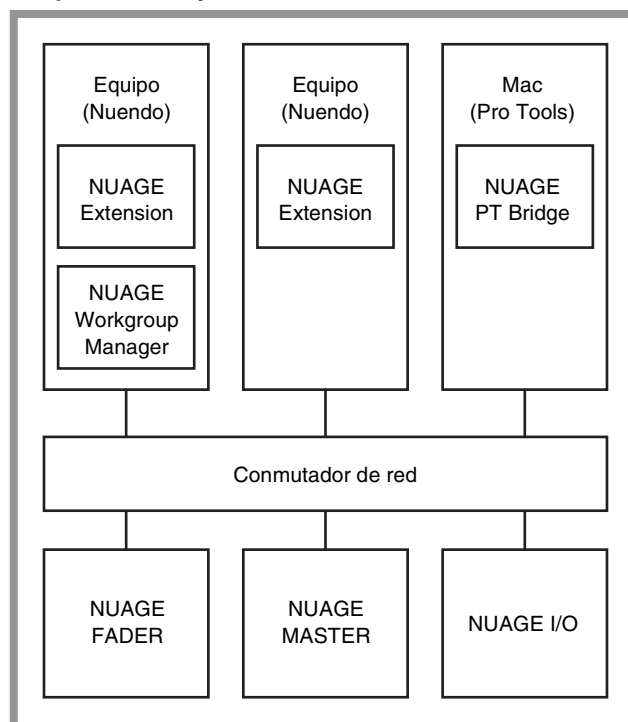 Equipo
(Nuendo)
NUAGE
Extension
NUAGE
Workgroup
Manager
Equipo
(Nuendo)
NUAGE
Extension
Mac
(Pro Tools)
NUAGE
PT Bridge
Conmutador de red
NUAGE
FADER
NUAGE
MASTER
NUAGE I/O